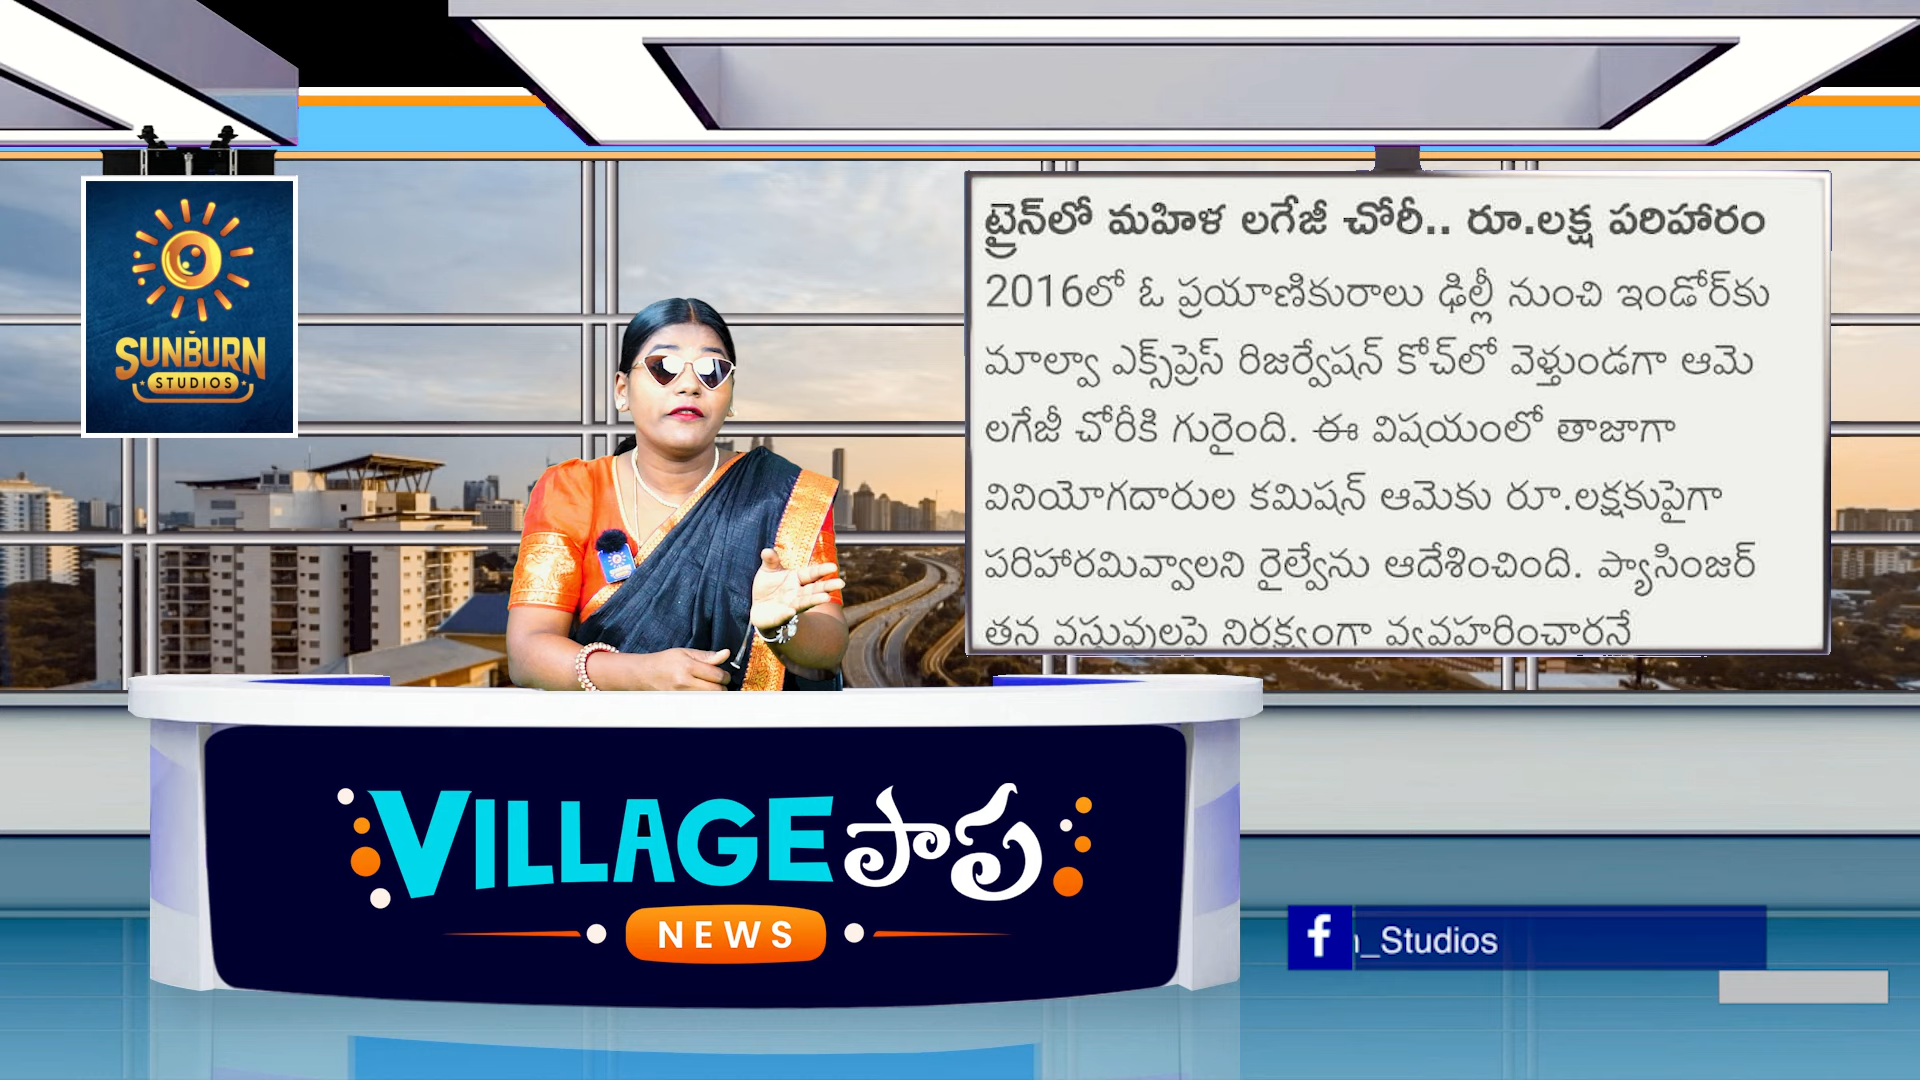 SUNBURN
STUDIOS
ట్రైన్‌లో మహిళ లగేజీ చోరీ.. రూ.లక్ష పరిహారం
2016లో ఓ ప్రయాణికురాలు ఢిల్లీ నుంచి ఇండోర్‌కు
మాల్వా ఎక్స్‌ప్రెస్ రిజర్వేషన్ కోచ్‌లో వెళ్తుండగా ఆమె
లగేజీ చోరీకి గురైంది. ఈ విషయంలో తాజాగా
వినియోగదారుల కమిషన్ ఆమెకు రూ.లక్షకుపైగా
పరిహారమివ్వాలని రైల్వేను ఆదేశించింది. ప్యాసింజర్
తన వస్తువులపై నిర్లక్ష్యంగా వ్యవహరించారనే
VILLAGE పాప
NEWS
f _Studios